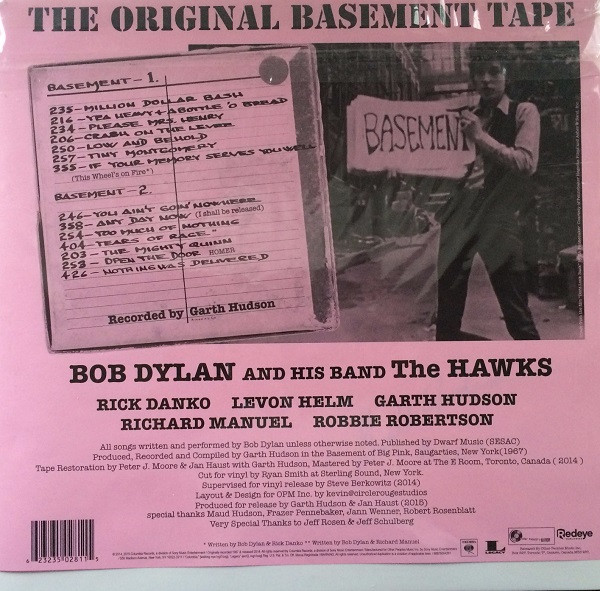 THE ORIGINAL BASEMENT TAPE
BASEMENT-1.
235-MILLION DOLLAR BASH
216-YEA HEAVY & ABOTTLE 'O BREAD
234-PLEASE MRS. HENRY
206-CRASH ON THE LEVEE
250-LOW AND BEHOLD
257-TINY MONTGOMERY
355-IF YOUR MEMORY SERVES YOU WELL
(This Wheel's on Fire*)
BASEMENT-2.
246-YOU AIN'T GOIN' NOWHERE
358-ANY DAY NOW (I shall be released)
254-TOO MUCH OF NOTHING
404-TEARS OF RAGE **
203-THE MIGHTY QUINN
253-OPEN THE DOOR HOMER
426-NOTHING WAS DELIVERED
Recorded by Garth Hudson
BASEMENT
BOB DYLAN AND HIS BAND The HAWKS
RICK DANKO LEVON HELM GARTH HUDSON
RICHARD MANUEL ROBBIE ROBERTSON
All songs written and performed by Bob Dylan unless otherwise noted. Published by Dwarf Music (SESAC)
Produced, Recorded and Compiled by Garth Hudson in the Basement of Big Pink, Saugarties, New York(1967)
Tape Restoration by Peter J. Moore & Jan Haust with Garth Hudson, Mastered by Peter J. Moore at The E Room, Toronto, Canada ( 2014 )
Cut for vinyl by Ryan Smith at Sterling Sound, New York.
Supervised for vinyl release by Steve Berkowitz (2014)
Layout & Design for OPM Inc. by kevin@circlerougestudios
Produced for release by Garth Hudson & Jan Haust (2015)
special thanks Maud Hudson, Frazer Pennebaker, Jann Wenner, Robert Rosenblatt
Very Special Thanks to Jeff Rosen & Jeff Schulberg
* Written by Bob Dylan & Rick Danko ** Written by Bob Dylan & Richard Manuel
6 23235 02811 5
LEGACY
Redeye